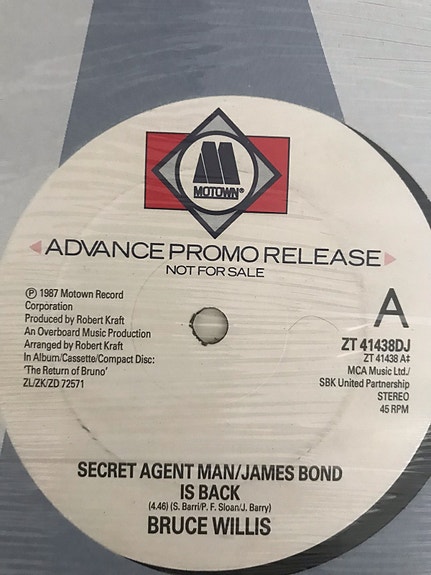 MOTOWN®
ADVANCE PROMO RELEASE
NOT FOR SALE
℗ 1987 Motown Record
Corporation
Produced by Robert Kraft
An Overboard Music Production
Arranged by Robert Kraft
In Album/Cassette/Compact Disc:
'The Return of Bruno'
ZL/ZK/ZD 72571
A
ZT 41438DJ
ZT 41438 A‡
MCA Music Ltd./
SBK United Partnership
STEREO
45 RPM
SECRET AGENT MAN/JAMES BOND
IS BACK
(4.46) (S. Barri/P. F. Sloan/J. Barry)
BRUCE WILLIS